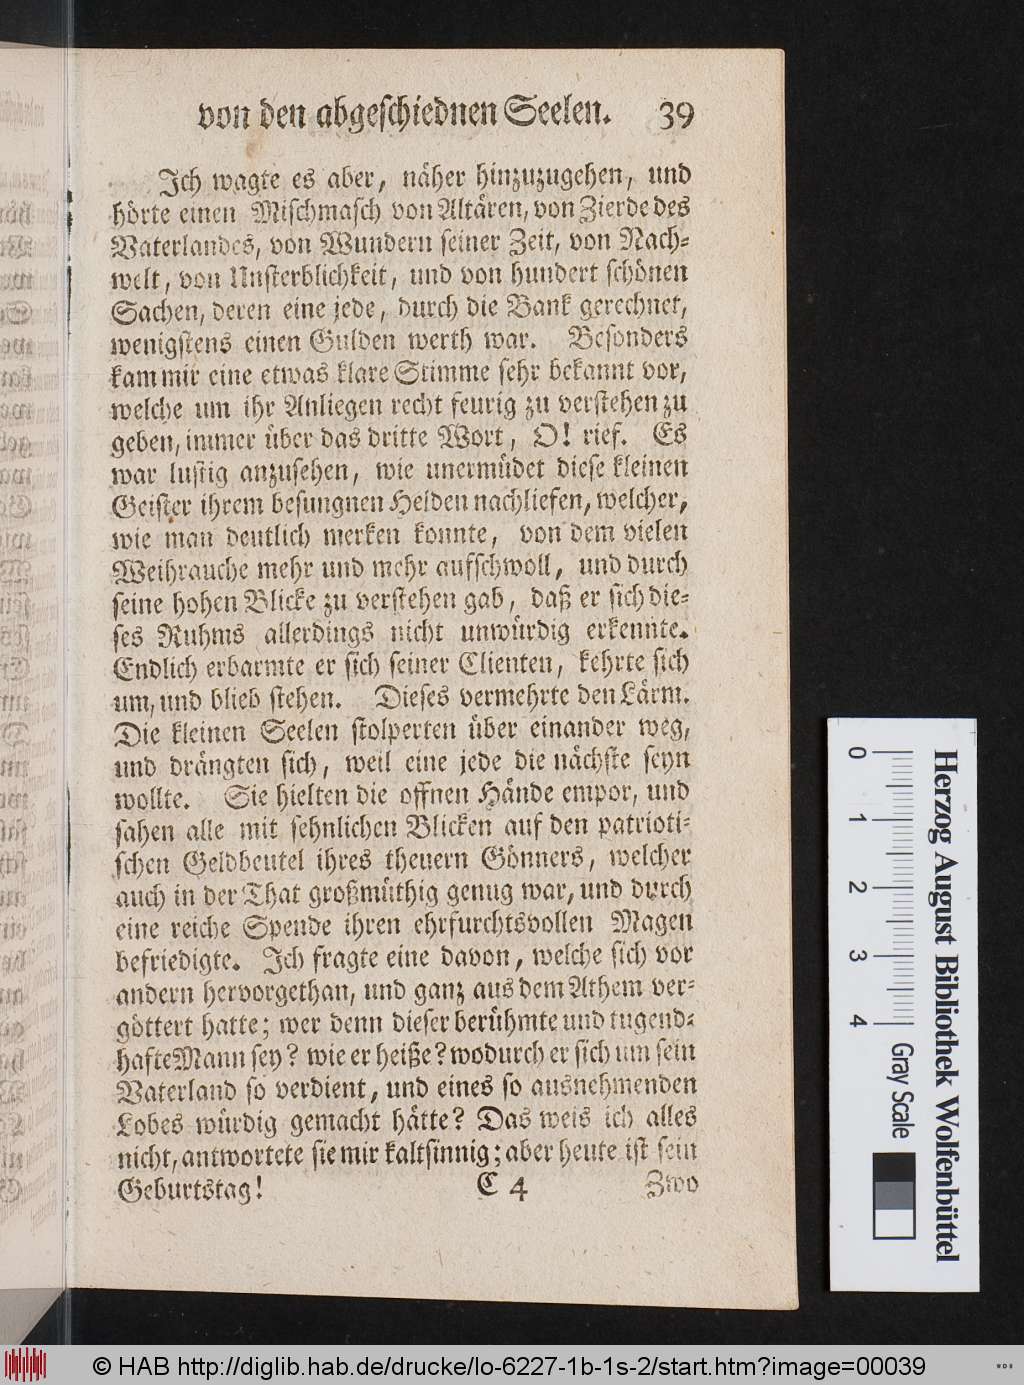 von den abgeschiednen Seelen. 39
Ich wagte es aber, näher hinzuzugehen, und
hörte einen Mischmasch von Altären, von Zierde des
Vaterlandes, von Wundern seiner Zeit, von Nach-
welt, von Unsterblichkeit, und von hundert schönen
Sachen, deren eine jede, durch die Bank gerechnet,
wenigstens einen Gulden werth war. Besonders
kam mir eine etwas klare Stimme sehr bekannt vor,
welche um ihr Anliegen recht feurig zu verstehen zu
geben, immer über das dritte Wort, O! rief. Es
war lustig anzusehen, wie unermüdet diese kleinen
Geister ihrem besungnen Helden nachliefen, welcher,
wie man deutlich merken konnte, von dem vielen
Weihrauche mehr und mehr aufschwoll, und durch
seine hohen Blicke zu verstehen gab, daß er sich die-
ses Ruhms allerdings nicht unwürdig erkennte.
Endlich erbarmte er sich seiner Clienten, kehrte sich
um, und blieb stehen. Dieses vermehrte den Lärm.
Die kleinen Seelen stolperten über einander weg,
und drängten sich, weil eine jede die nächste seyn
wollte. Sie hielten die offnen Hände empor, und
sahen alle mit sehnlichen Blicken auf den patrioti-
schen Geldbeutel ihres theuern Gönners, welcher
auch in der That großmüthig genug war, und durch
eine reiche Spende ihren ehrfurchtsvollen Magen
befriedigte. Ich fragte eine davon, welche sich vor
andern hervorgethan, und ganz aus dem Athem ver-
göttert hatte; wer denn dieser berühmte und tugend-
hafte Mann sey? wie er heiße? wodurch er sich um sein
Vaterland so verdient, und eines so ausnehmenden
Lobes würdig gemacht hätte? Das weis ich alles
nicht, antwortete sie mir kaltsinnig; aber heute ist sein
Geburtstag!
C 4 Zwo
0 1 2 3 4
Gray Scale
Herzog August Bibliothek Wolfenbüttel
© HAB http://diglib.hab.de/drucke/lo-6227-1b-1s-2/start.htm?image=00039